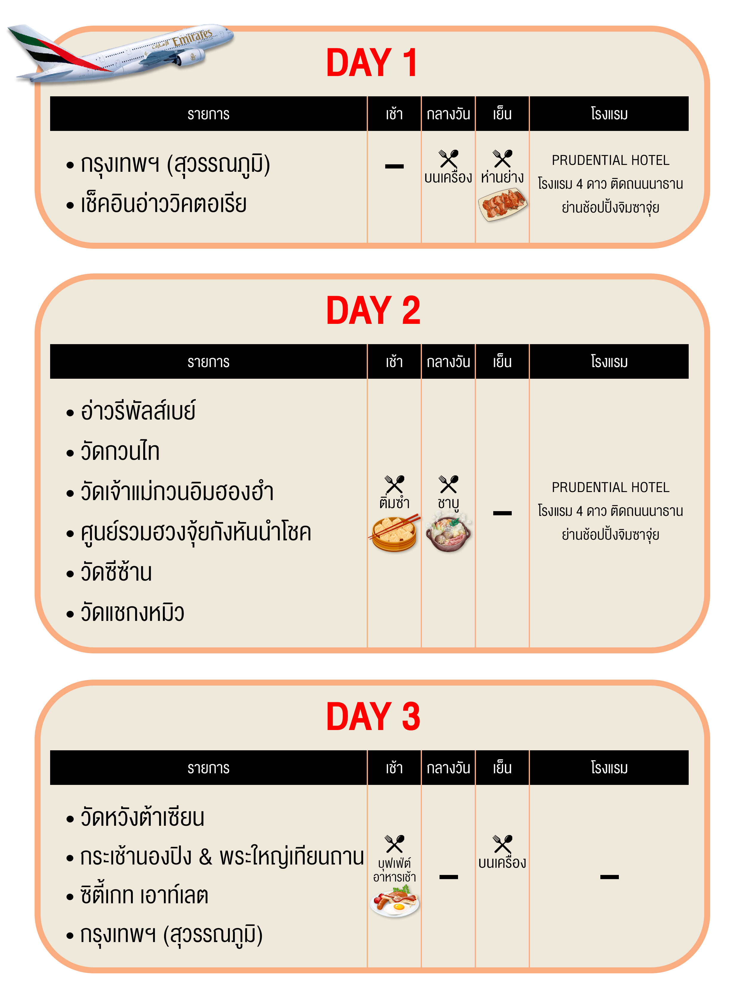 الإمارات Emirates
DAY 1
รายการ เช้า กลางวัน เย็น โรงแรม
• กรุงเทพฯ (สุวรรณภูมิ)
• เช็คอินอ่าววิคตอเรีย
–
บนเครื่อง
ห่านย่าง
PRUDENTIAL HOTEL
โรงแรม 4 ดาว ติดถนนนาธาน
ย่านช้อปปิ้งจิมซาจุ่ย
DAY 2
รายการ เช้า กลางวัน เย็น โรงแรม
• อ่าวรีพัลส์เบย์
• วัดกวนไท
• วัดเจ้าแม่กวนอิมฮองฮำ
• ศูนย์รวมฮวงจุ้ยกังหันนำโชค
• วัดซีซ้าน
• วัดแชกงหมิว
ติ่มซำ
ชาบู
–
PRUDENTIAL HOTEL
โรงแรม 4 ดาว ติดถนนนาธาน
ย่านช้อปปิ้งจิมซาจุ่ย
DAY 3
รายการ เช้า กลางวัน เย็น โรงแรม
• วัดหวังต้าเซียน
• กระเช้านองปิง & พระใหญ่เทียนถาน
• ซิตี้เกท เอาท์เลต
• กรุงเทพฯ (สุวรรณภูมิ)
บุฟเฟ่ต์
อาหารเช้า
–
บนเครื่อง
–